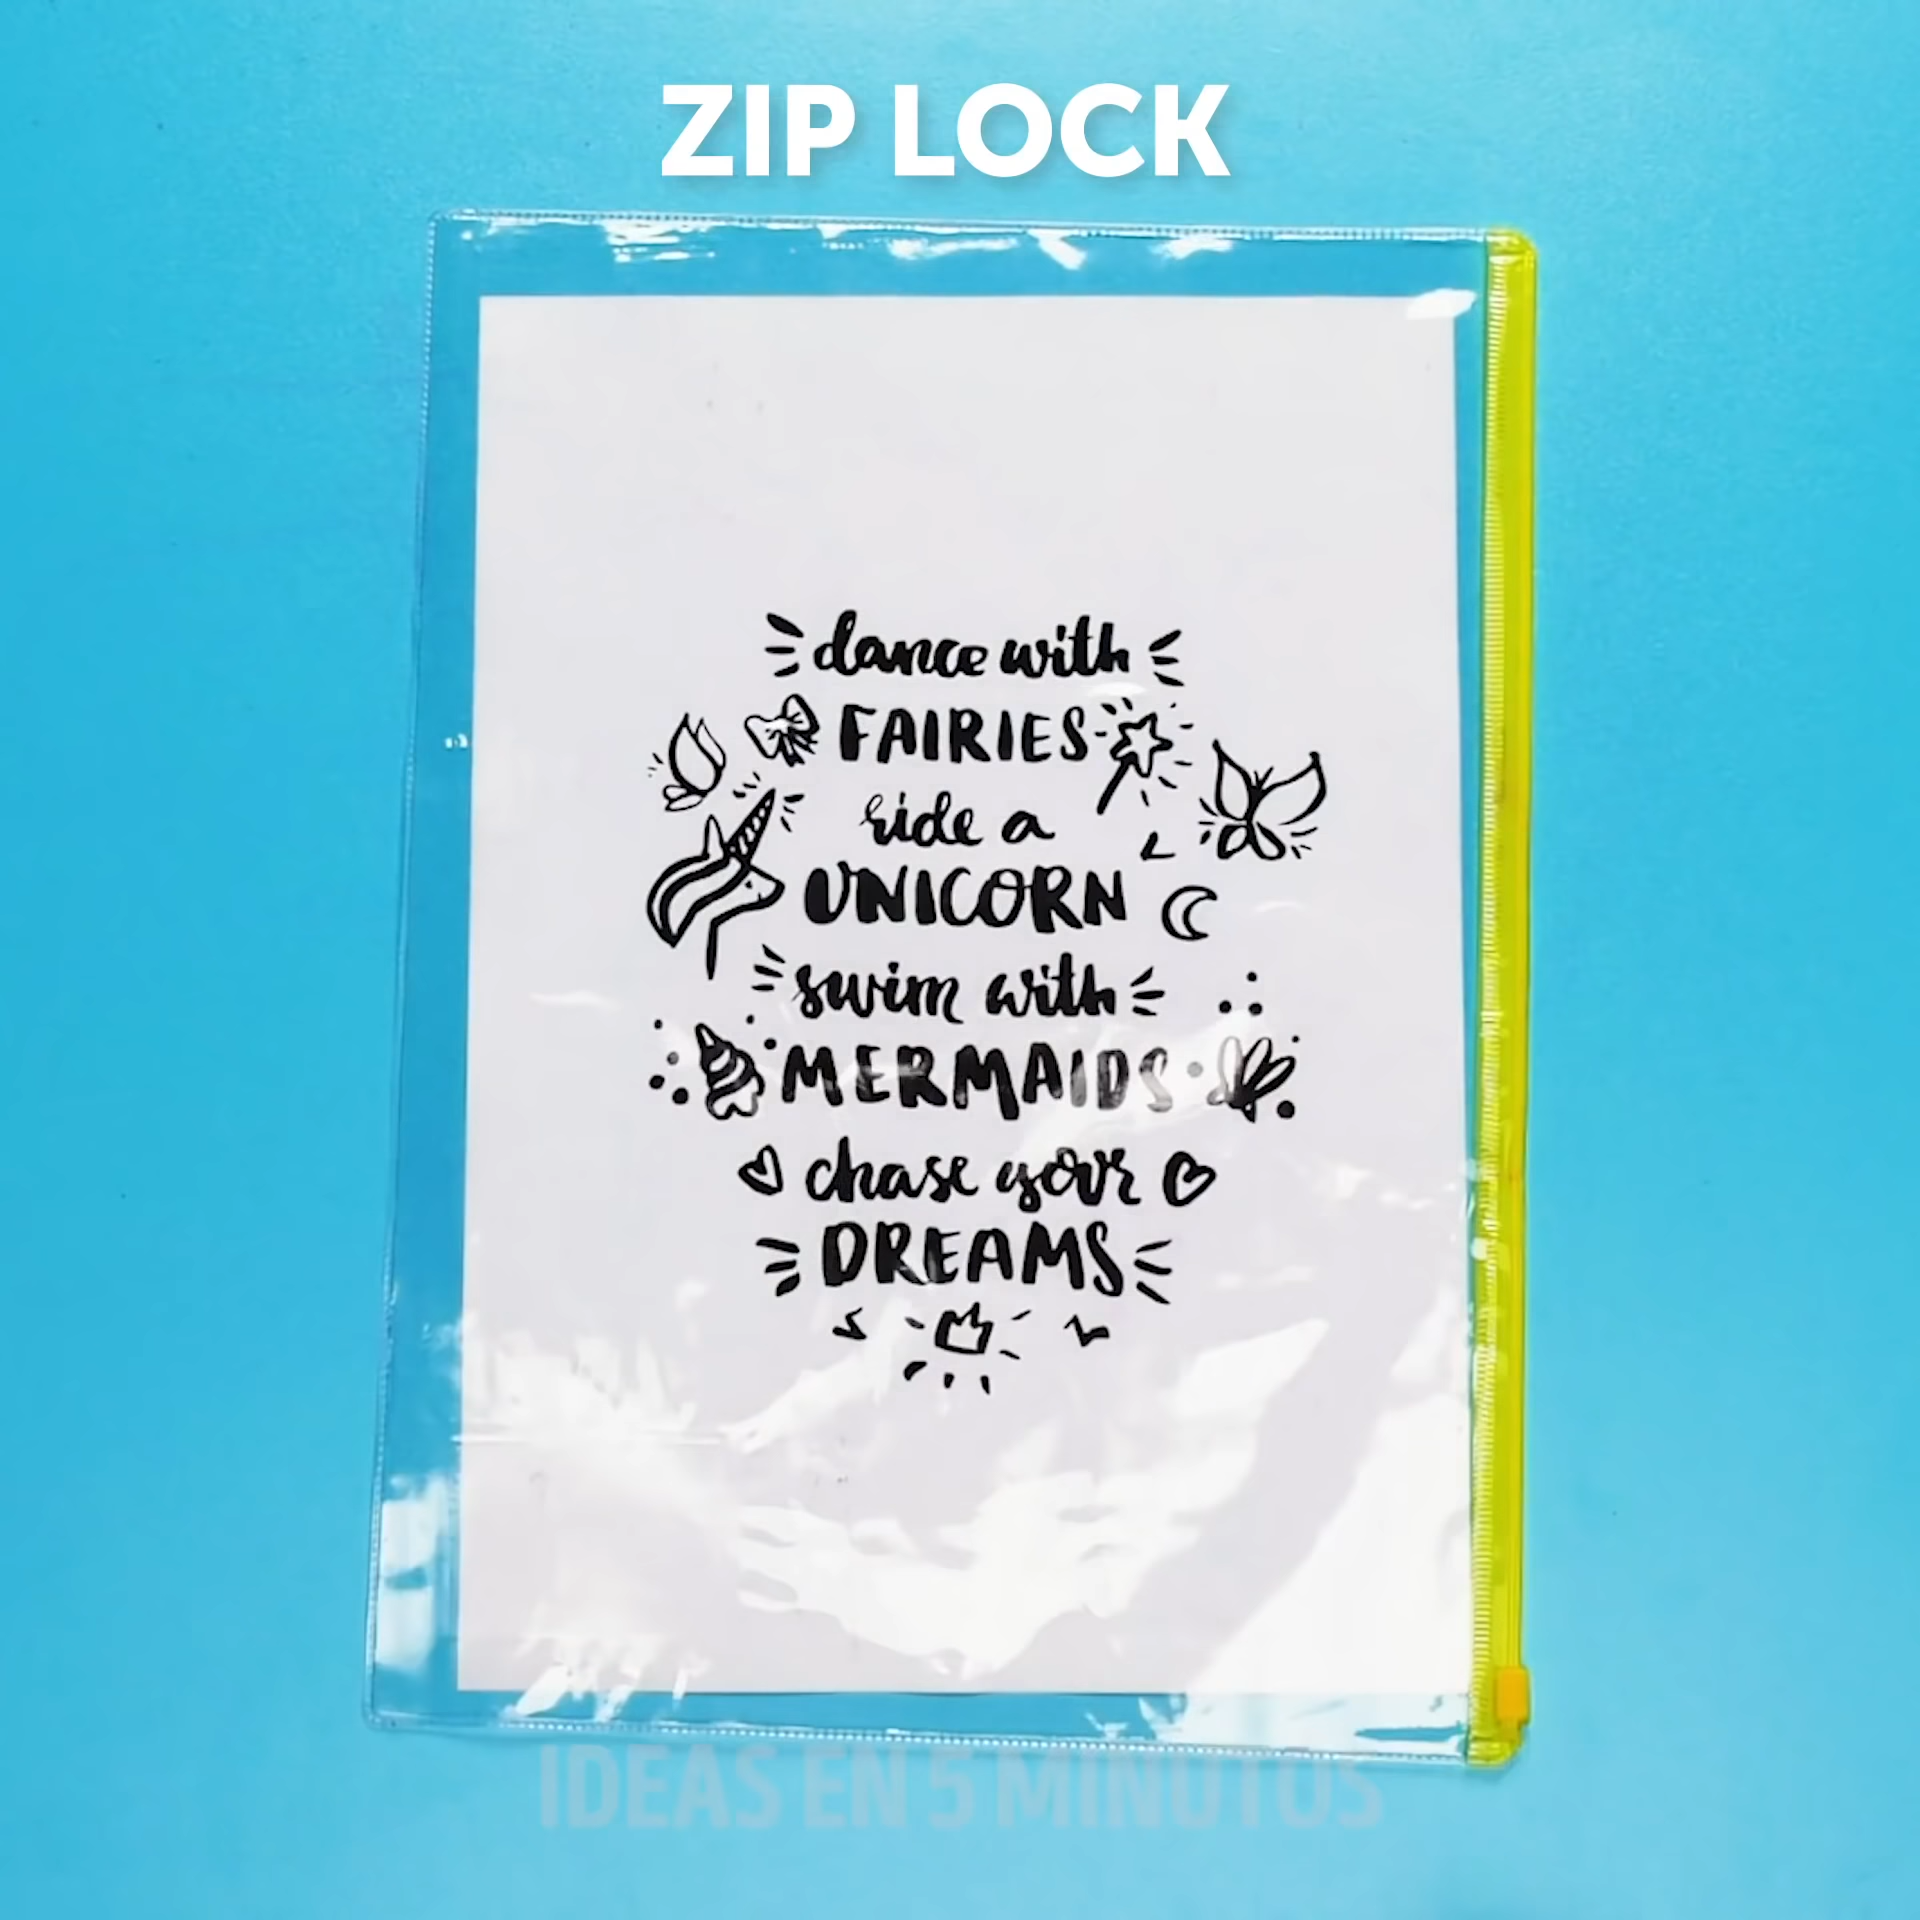 ZIP LOCK
dance with
FAIRIES
ride a
UNICORN
swim with
MERMAIDS
chase your
DREAMS
IDEAS EN 5 MINUTOS